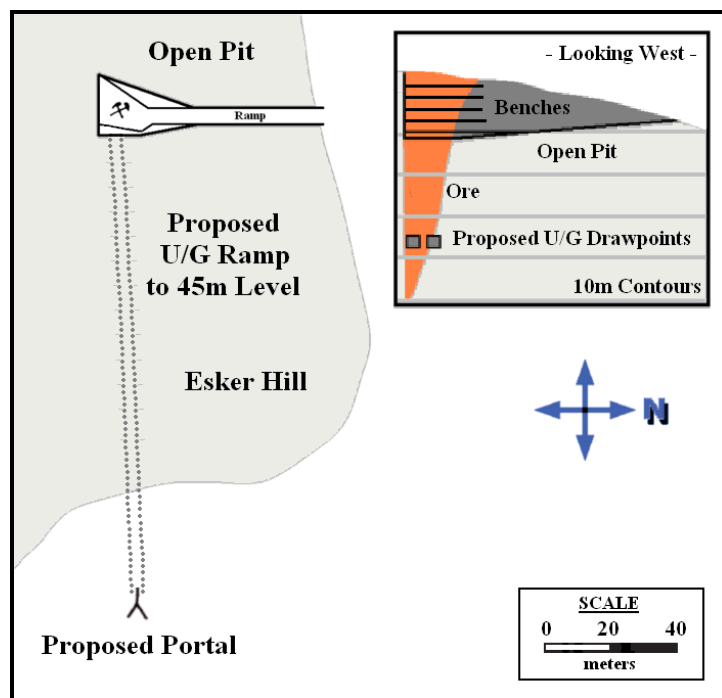 Open Pit
Ramp
Proposed
U/G Ramp
to 45m Level
Esker Hill
Proposed Portal
- Looking West -
Benches
Open Pit
Ore
Proposed U/G Drawpoints
10m Contours
N
SCALE
0 20 40
meters